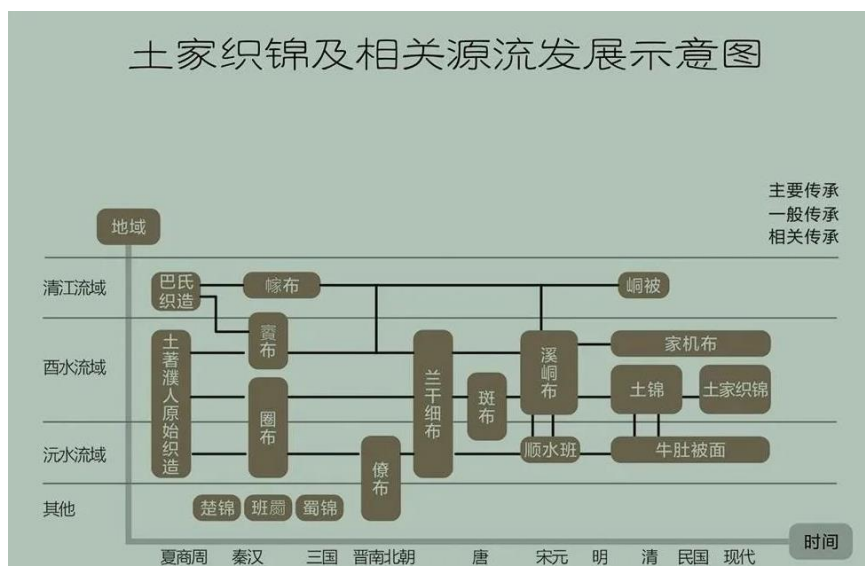 土家织锦及相关源流发展示意图
主要传承
一般传承
相关传承
地域
清江流域
巴氏
织造
幏布
峒被
賨布
酉水流域
土著濮人原始织造
兰干细布
溪峒布
家机布
圈布
斑布
土锦
土家织锦
沅水流域
僚布
顺水班
牛肚被面
其他
楚锦
班罽
蜀锦
时间
夏商周 秦汉 三国 晋南北朝 唐 宋元 明 清 民国 现代